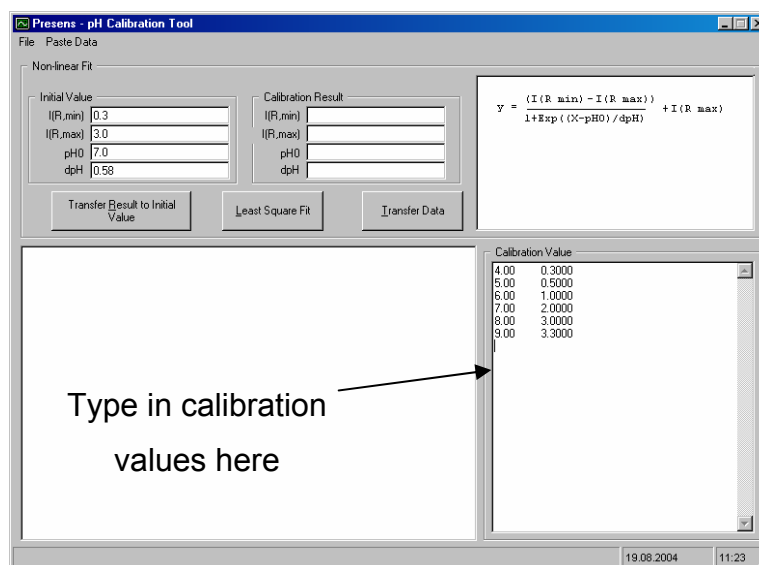 Presens - pH Calibration Tool
File Paste Data
Non-linear Fit
Initial Value
I(R,min) 0.3
I(R,max) 3.0
pH0 7.0
dpH 0.58
Calibration Result
I(R,min)
I(R,max)
pH0
dpH
Transfer Result to Initial
Value
Least Square Fit
Transfer Data
y = (I(R min)-I(R max)) / 1+Exp((X-pH0)/dpH) +I(R max)
Calibration Value
4.00 0.3000
5.00 0.5000
6.00 1.0000
7.00 2.0000
8.00 3.0000
9.00 3.3000
Type in calibration
values here
19.08.2004 11:23